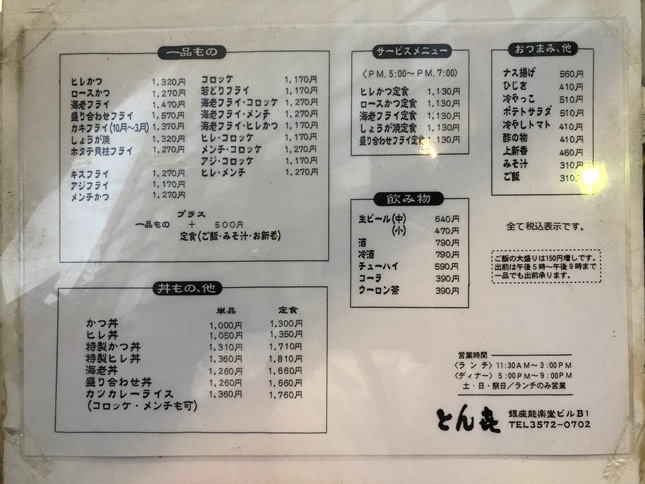 一品もの
ヒレかつ 1,320円
ロースかつ 1,270円
海老フライ 1,470円
盛り合わせフライ 1,570円
カキフライ(10月〜3月) 1,370円
しょうが焼 1,320円
ホタテ貝柱フライ 1,270円
キスフライ 1,270円
アジフライ 1,170円
メンチかつ 1,270円
コロッケ 1,170円
若どりフライ 1,170円
海老フライ・コロッケ 1,270円
海老フライ・メンチ 1,270円
海老フライ・ヒレかつ 1,270円
ヒレ・コロッケ 1,270円
メンチ・コロッケ 1,270円
アジ・コロッケ 1,270円
ヒレ・メンチ 1,270円
プラス
一品もの + 500円
定食(ご飯・みそ汁・お新香)
丼もの、他
単品 定食
かつ丼 1,000円 1,300円
ヒレ丼 1,050円 1,350円
特製かつ丼 1,310円 1,710円
特製ヒレ丼 1,360円 1,810円
海老丼 1,260円 1,660円
盛り合わせ丼 1,260円 1,660円
カツカレーライス 1,360円 1,760円
(コロッケ・メンチも可)
サービスメニュー
〈PM.5:00〜PM.7:00〉
ヒレかつ定食 1,130円
ロースかつ定食 1,130円
海老フライ定食 1,130円
しょうが焼定食 1,130円
盛り合せフライ定食 1,130円
飲み物
生ビール(中) 640円
(小) 470円
酒 790円
冷酒 790円
チューハイ 590円
コーラ 390円
ウーロン茶 390円
おつまみ、他
ナス揚げ 560円
ひじき 410円
冷やっこ 510円
ポテトサラダ 510円
冷やしトマト 510円
酢の物 410円
上新香 460円
みそ汁 310円
ご飯 310円
全て税込表示です。
ご飯の大盛りは150円増しです。
出前は午後5時〜午後9時まで
一品でも出前承ります。
営業時間
〈ランチ〉11:30AM〜3:00PM
〈ディナー〉5:00PM〜9:00PM
土・日・祭日/ランチのみ営業
とん㐂 銀座能楽堂ビルB1
TEL3572-0702